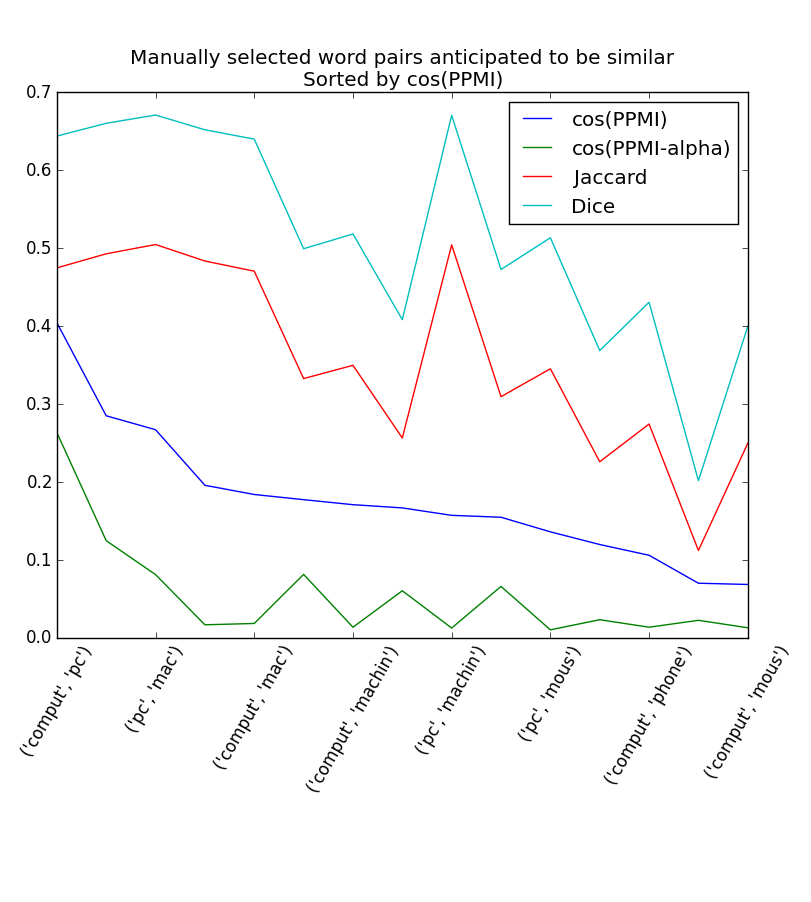 Manually selected word pairs anticipated to be similar
Sorted by cos(PPMI)
0.7
0.6
0.5
0.4
0.3
0.2
0.1
0.0
cos(PPMI)
cos(PPMI-alpha)
Jaccard
Dice
('comput', 'pc')
('pc', 'mac')
('comput', 'mac')
('comput', 'machin')
('pc', 'machin')
('pc', 'mous')
('comput', 'phone')
('comput', 'mous')